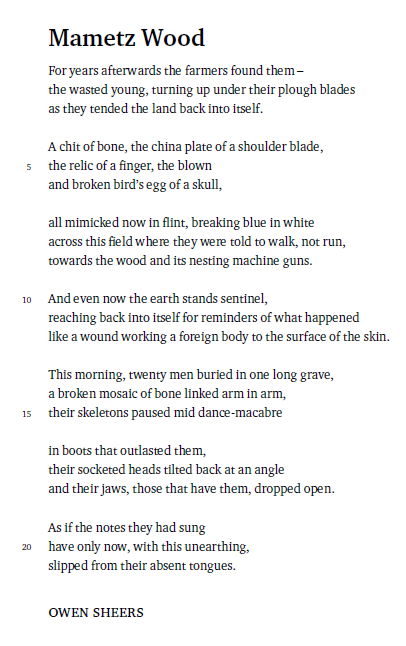 Mametz Wood
For years afterwards the farmers found them –
the wasted young, turning up under their plough blades
as they tended the land back into itself.
A chit of bone, the china plate of a shoulder blade,
5 the relic of a finger, the blown
and broken bird's egg of a skull,
all mimicked now in flint, breaking blue in white
across this field where they were told to walk, not run,
towards the wood and its nesting machine guns.
10 And even now the earth stands sentinel,
reaching back into itself for reminders of what happened
like a wound working a foreign body to the surface of the skin.
This morning, twenty men buried in one long grave,
a broken mosaic of bone linked arm in arm,
15 their skeletons paused mid dance-macabre
in boots that outlasted them,
their socketed heads tilted back at an angle
and their jaws, those that have them, dropped open.
As if the notes they had sung
20 have only now, with this unearthing,
slipped from their absent tongues.
OWEN SHEERS